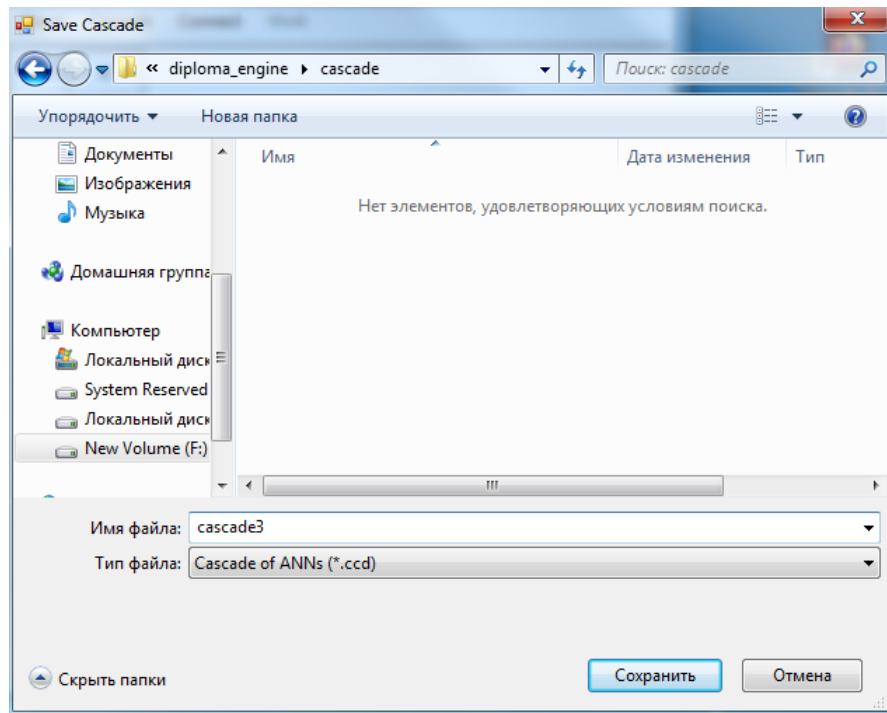 Save Cascade
« diploma_engine ▸ cascade
Поиск: cascade
Упорядочить
Новая папка
Документы
Изображения
Музыка
Домашняя группа
Компьютер
Локальный диск
System Reserved
Локальный диск
New Volume (F:)
Имя
Дата изменения
Тип
Нет элементов, удовлетворяющих условиям поиска.
Имя файла: cascade3
Тип файла: Cascade of ANNs (*.ccd)
Скрыть папки
Сохранить
Отмена